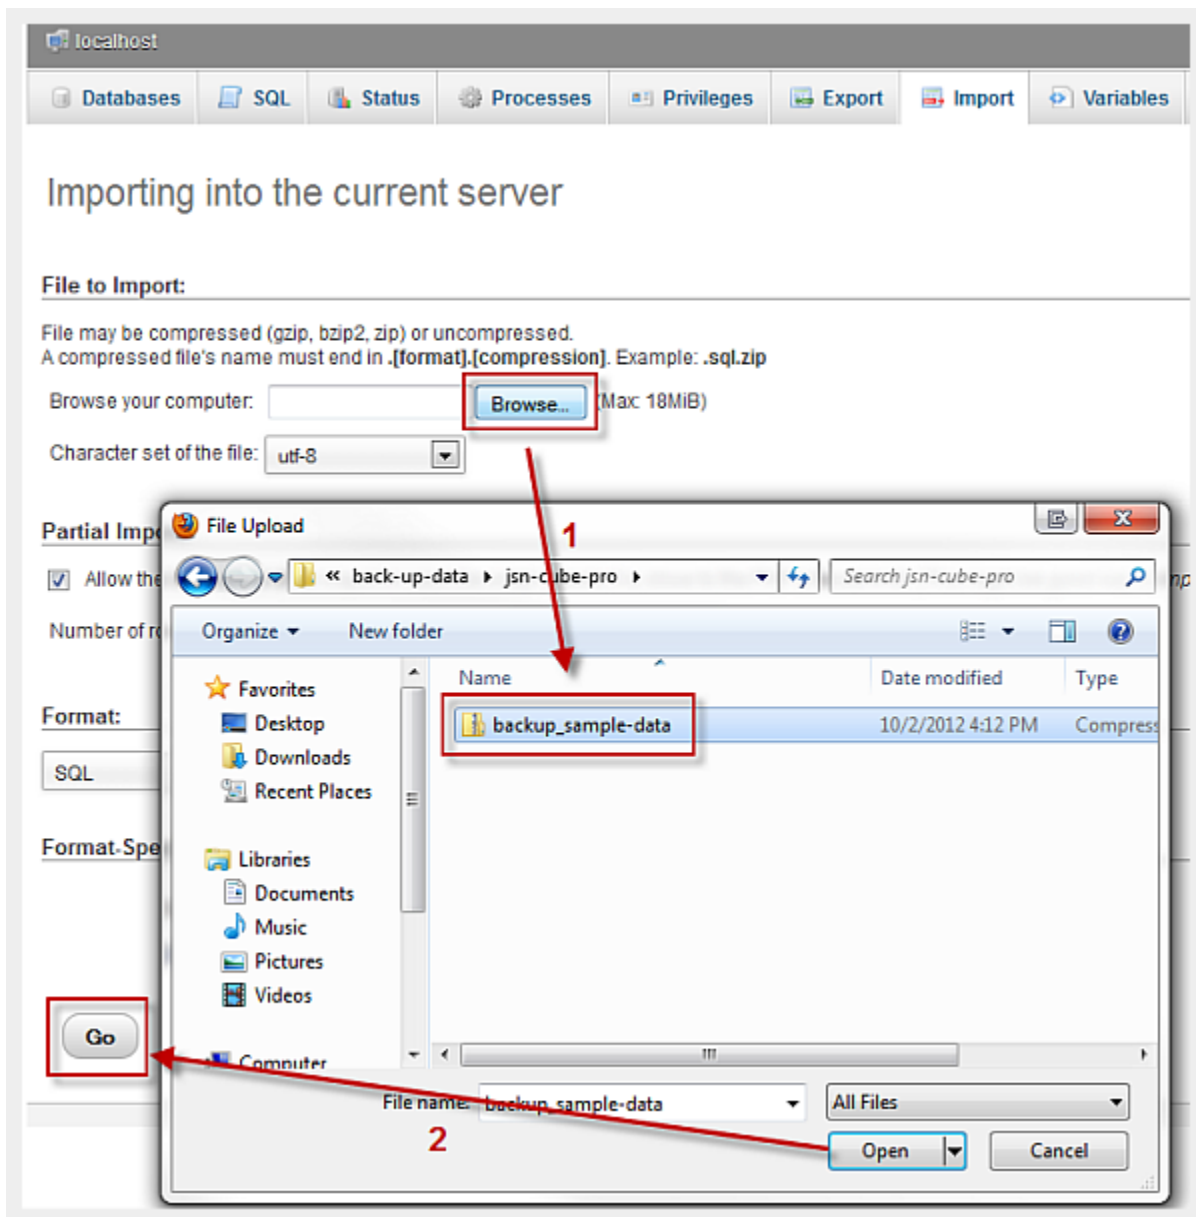 localhost
Databases SQL Status Processes Privileges Export Import Variables
Importing into the current server
File to Import:
File may be compressed (gzip, bzip2, zip) or uncompressed.
A compressed file's name must end in .[format].[compression]. Example: .sql.zip
Browse your computer: Browse... (Max: 18MiB)
Character set of the file: utf-8
1
Partial Impo
File Upload
Allow the
« back-up-data jsn-cube-pro
Search jsn-cube-pro
Number of ro
Organize New folder
Name Date modified Type
Favorites
Desktop
Downloads
Recent Places
backup_sample-data 10/2/2012 4:12 PM Compress
Format:
SQL
Format-Spe
Libraries
Documents
Music
Pictures
Videos
Computer
Go
File name: backup_sample-data All Files
2
Open Cancel